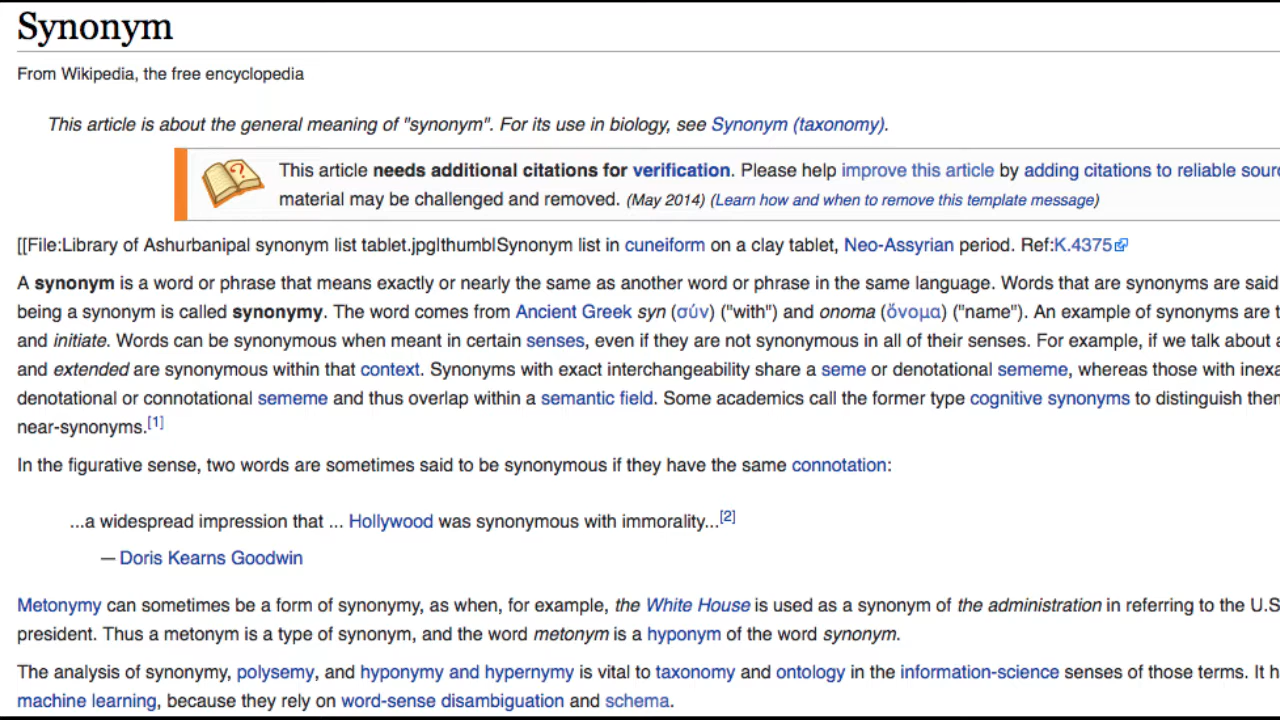 Synonym
From Wikipedia, the free encyclopedia
This article is about the general meaning of "synonym". For its use in biology, see Synonym (taxonomy).
This article needs additional citations for verification. Please help improve this article by adding citations to reliable sour
material may be challenged and removed. (May 2014) (Learn how and when to remove this template message)
[[File:Library of Ashurbanipal synonym list tablet.jpg|thumb|Synonym list in cuneiform on a clay tablet, Neo-Assyrian period. Ref:K.4375
A synonym is a word or phrase that means exactly or nearly the same as another word or phrase in the same language. Words that are synonyms are said
being a synonym is called synonymy. The word comes from Ancient Greek syn (σύν) ("with") and onoma (ὄνομα) ("name"). An example of synonyms are t
and initiate. Words can be synonymous when meant in certain senses, even if they are not synonymous in all of their senses. For example, if we talk about a
and extended are synonymous within that context. Synonyms with exact interchangeability share a seme or denotational sememe, whereas those with inexa
denotational or connotational sememe and thus overlap within a semantic field. Some academics call the former type cognitive synonyms to distinguish them
near-synonyms.[1]
In the figurative sense, two words are sometimes said to be synonymous if they have the same connotation:
...a widespread impression that ... Hollywood was synonymous with immorality...[2]
— Doris Kearns Goodwin
Metonymy can sometimes be a form of synonymy, as when, for example, the White House is used as a synonym of the administration in referring to the U.S
president. Thus a metonym is a type of synonym, and the word metonym is a hyponym of the word synonym.
The analysis of synonymy, polysemy, and hyponymy and hypernymy is vital to taxonomy and ontology in the information-science senses of those terms. It h
machine learning, because they rely on word-sense disambiguation and schema.